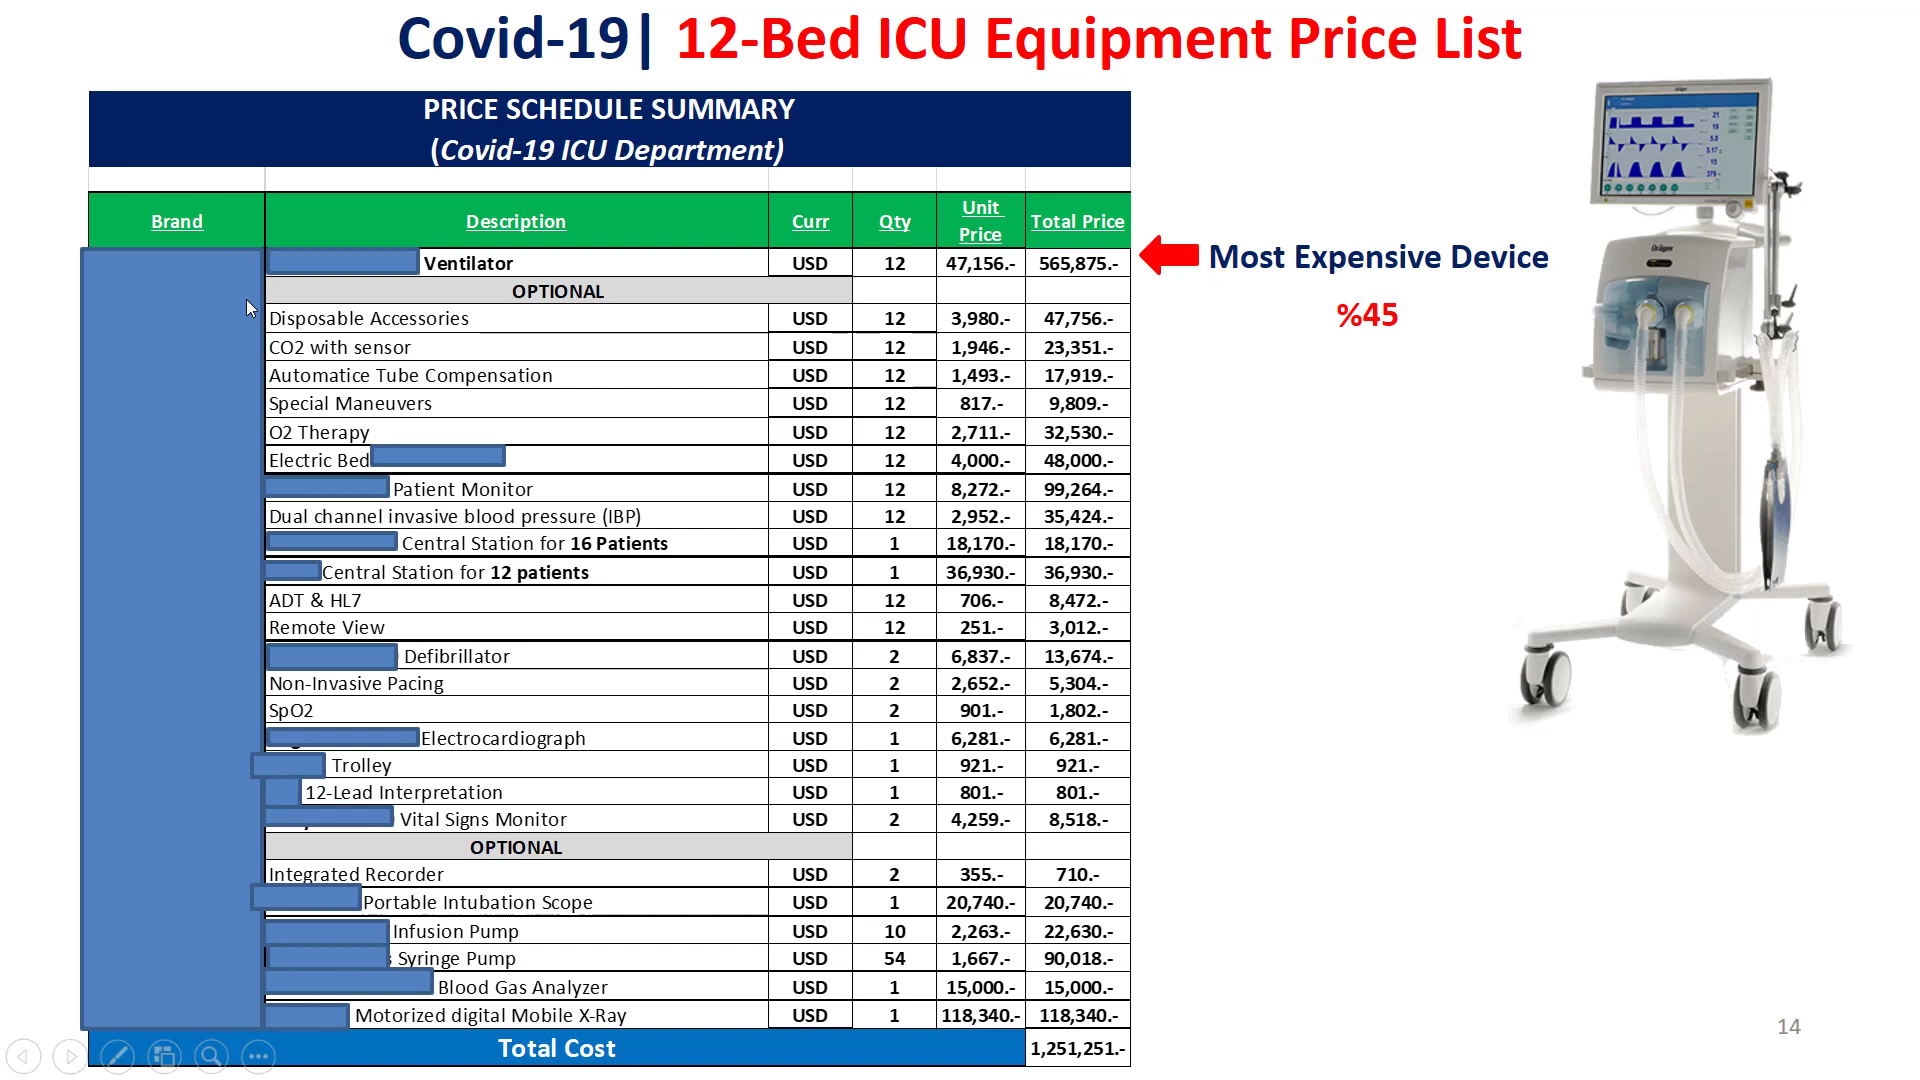 Covid-19| 12-Bed ICU Equipment Price List
PRICE SCHEDULE SUMMARY
(Covid-19 ICU Department)
Brand Description Curr Qty Unit Price Total Price
Ventilator USD 12 47,156.- 565,875.-
OPTIONAL
Disposable Accessories USD 12 3,980.- 47,756.-
CO2 with sensor USD 12 1,946.- 23,351.-
Automatice Tube Compensation USD 12 1,493.- 17,919.-
Special Maneuvers USD 12 817.- 9,809.-
O2 Therapy USD 12 2,711.- 32,530.-
Electric Bed USD 12 4,000.- 48,000.-
Patient Monitor USD 12 8,272.- 99,264.-
Dual channel invasive blood pressure (IBP) USD 12 2,952.- 35,424.-
Central Station for 16 Patients USD 1 18,170.- 18,170.-
Central Station for 12 patients USD 1 36,930.- 36,930.-
ADT & HL7 USD 12 706.- 8,472.-
Remote View USD 12 251.- 3,012.-
Defibrillator USD 2 6,837.- 13,674.-
Non-Invasive Pacing USD 2 2,652.- 5,304.-
SpO2 USD 2 901.- 1,802.-
Electrocardiograph USD 1 6,281.- 6,281.-
Trolley USD 1 921.- 921.-
12-Lead Interpretation USD 1 801.- 801.-
Vital Signs Monitor USD 2 4,259.- 8,518.-
OPTIONAL
Integrated Recorder USD 2 355.- 710.-
Portable Intubation Scope USD 1 20,740.- 20,740.-
Infusion Pump USD 10 2,263.- 22,630.-
Syringe Pump USD 54 1,667.- 90,018.-
Blood Gas Analyzer USD 1 15,000.- 15,000.-
Motorized digital Mobile X-Ray USD 1 118,340.- 118,340.-
Total Cost 1,251,251.-
Most Expensive Device
%45
Dräger
14